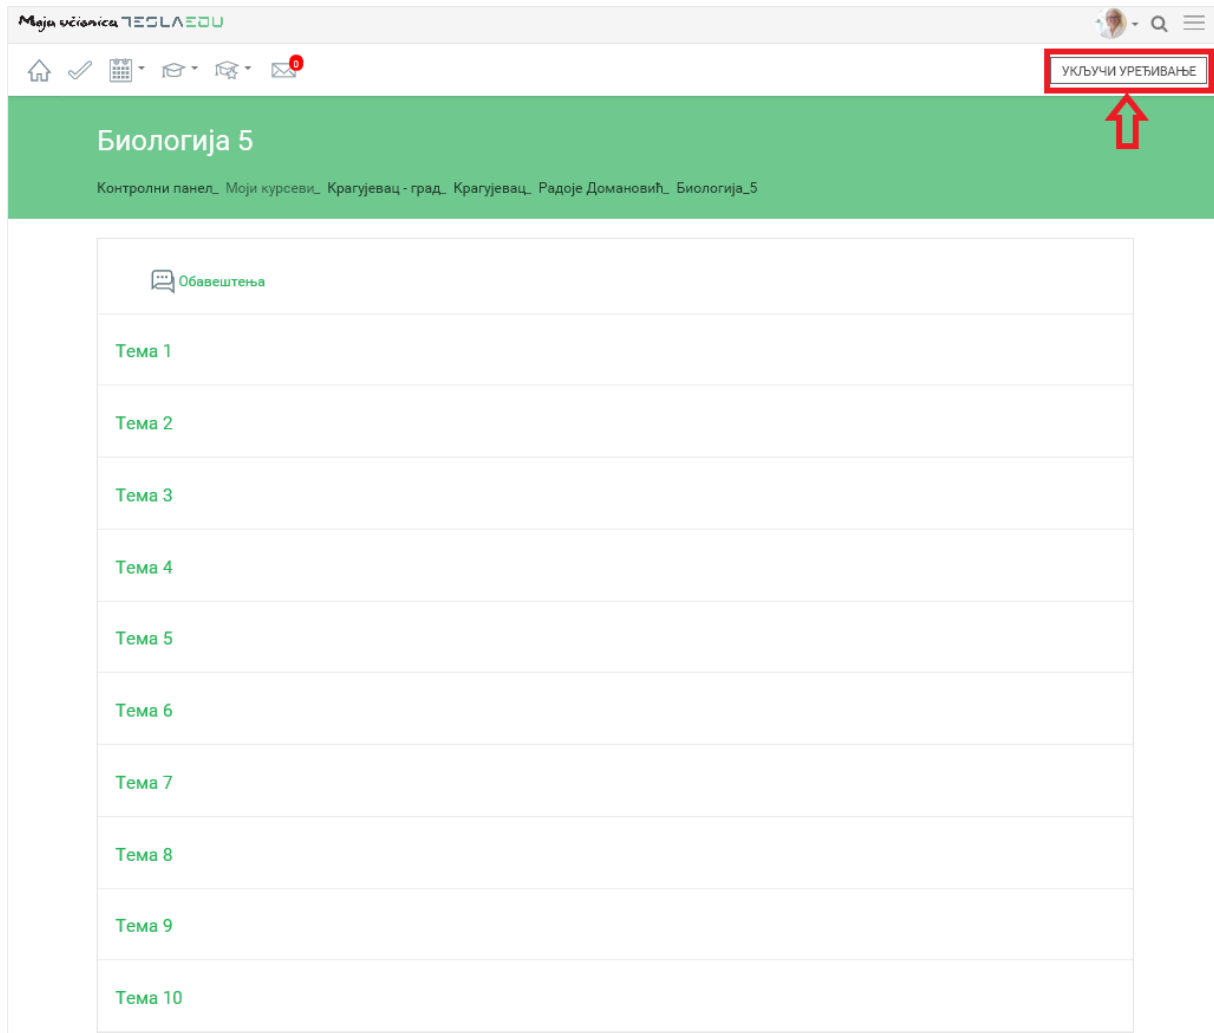 Moja učionica TESLAEDU
0
УКЉУЧИ УРЕЂИВАЊЕ
Биологија 5
Контролни панел_ Моји курсеви_ Крагујевац - град_ Крагујевац_ Радоје Домановић_ Биологија_5
Обавештења
Тема 1
Тема 2
Тема 3
Тема 4
Тема 5
Тема 6
Тема 7
Тема 8
Тема 9
Тема 10